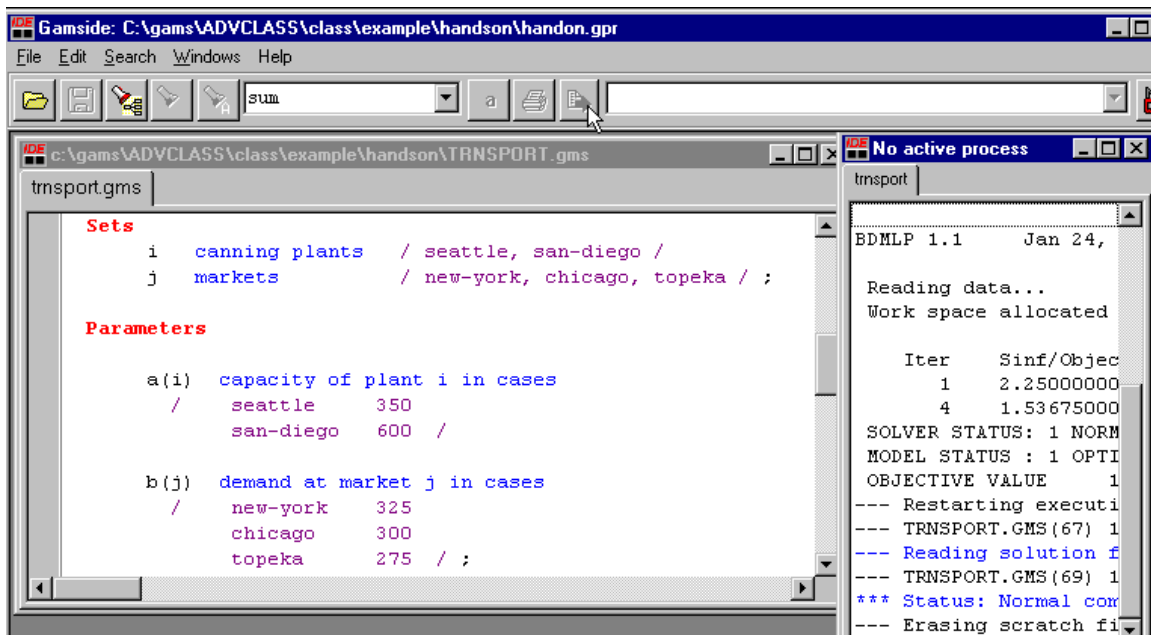 IDE Gamside: C:\gams\ADVCLASS\class\example\handson\handon.gpr
File Edit Search Windows Help
sum
a
IDE c:\gams\ADVCLASS\class\example\handson\TRNSPORT.gms
trnsport.gms
Sets
i canning plants / seattle, san-diego /
j markets / new-york, chicago, topeka / ;
Parameters
a(i) capacity of plant i in cases
/ seattle 350
san-diego 600 /
b(j) demand at market j in cases
/ new-york 325
chicago 300
topeka 275 / ;
IDE No active process
trnsport
BDMLP 1.1 Jan 24,
Reading data...
Work space allocated
Iter Sinf/Objec
1 2.25000000
4 1.53675000
SOLVER STATUS: 1 NORM
MODEL STATUS : 1 OPTI
OBJECTIVE VALUE 1
--- Restarting executi
--- TRNSPORT.GMS(67) 1
--- Reading solution f
--- TRNSPORT.GMS(69) 1
*** Status: Normal com
--- Erasing scratch fi